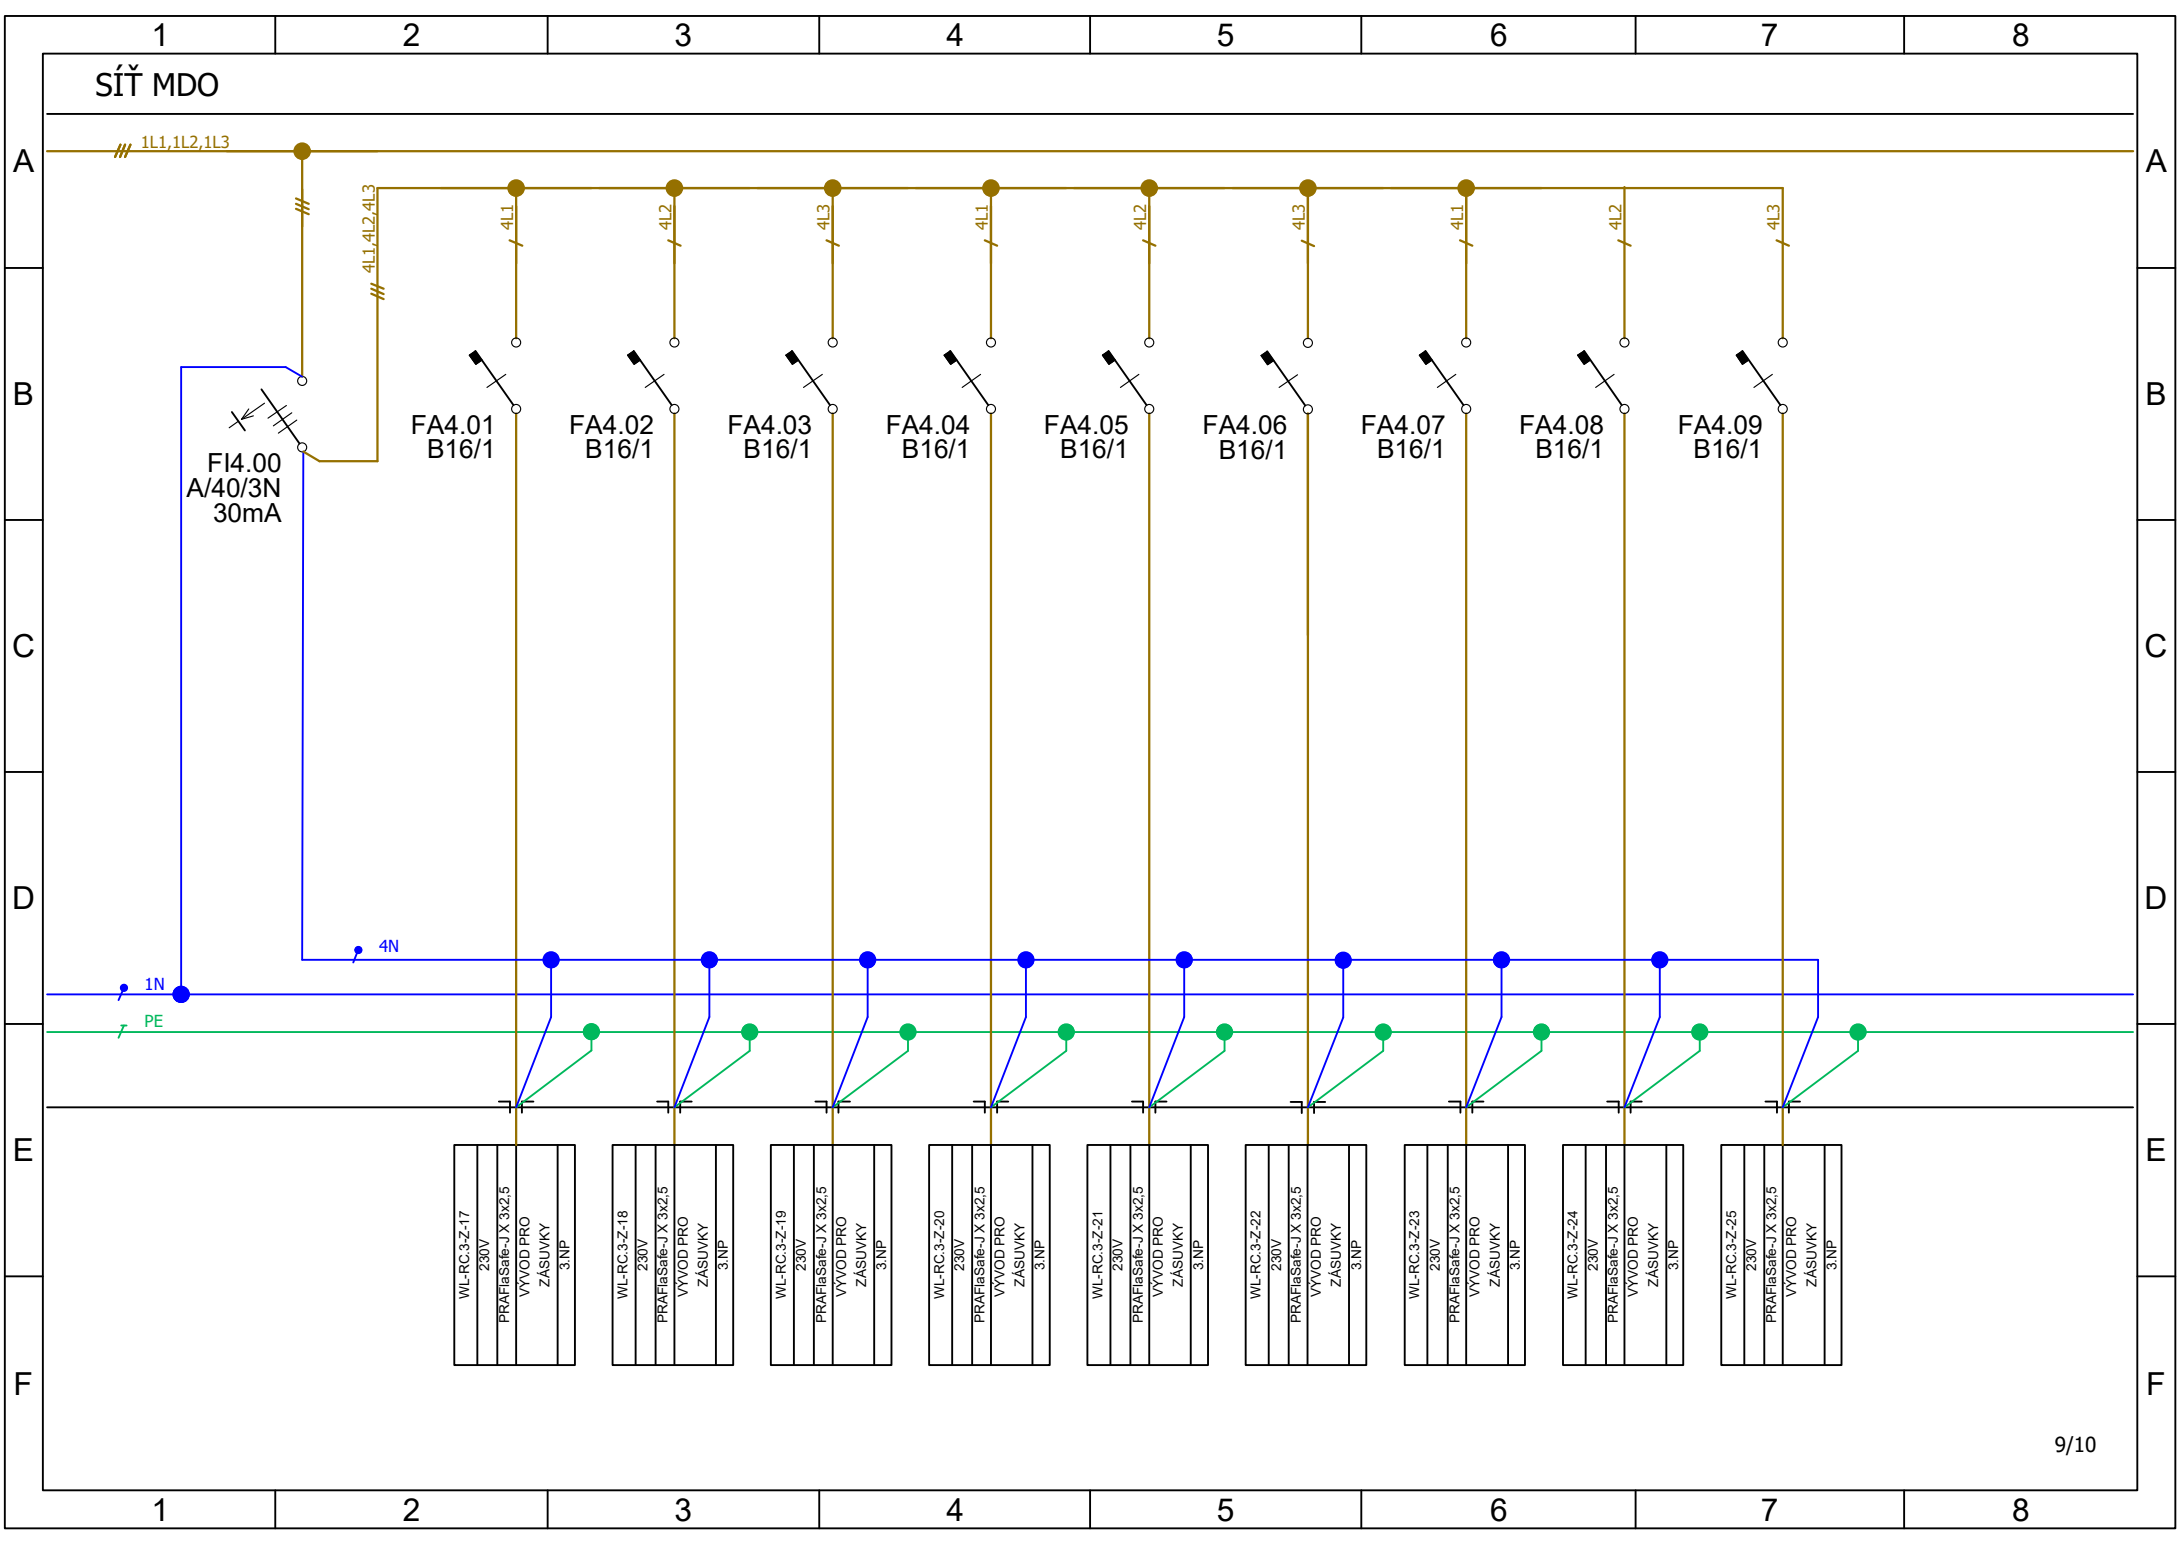 1 2 3 4 5 6 7 8
SÍŤ MDO
A A
1L1,1L2,1L3
4L1,4L2,4L3
4L1 4L2 4L3 4L1 4L2 4L3 4L1 4L2 4L3
B B
FA4.01
B16/1
FA4.02
B16/1
FA4.03
B16/1
FA4.04
B16/1
FA4.05
B16/1
FA4.06
B16/1
FA4.07
B16/1
FA4.08
B16/1
FA4.09
B16/1
FI4.00
A/40/3N
30mA
C C
D D
4N
1N
PE
E E
WL-RC.3-Z-17
230V
PRAFlaSafe-J X 3x2,5
VÝVOD PRO
ZÁSUVKY
3.NP
WL-RC.3-Z-18
230V
PRAFlaSafe-J X 3x2,5
VÝVOD PRO
ZÁSUVKY
3.NP
WL-RC.3-Z-19
230V
PRAFlaSafe-J X 3x2,5
VÝVOD PRO
ZÁSUVKY
3.NP
WL-RC.3-Z-20
230V
PRAFlaSafe-J X 3x2,5
VÝVOD PRO
ZÁSUVKY
3.NP
WL-RC.3-Z-21
230V
PRAFlaSafe-J X 3x2,5
VÝVOD PRO
ZÁSUVKY
3.NP
WL-RC.3-Z-22
230V
PRAFlaSafe-J X 3x2,5
VÝVOD PRO
ZÁSUVKY
3.NP
WL-RC.3-Z-23
230V
PRAFlaSafe-J X 3x2,5
VÝVOD PRO
ZÁSUVKY
3.NP
WL-RC.3-Z-24
230V
PRAFlaSafe-J X 3x2,5
VÝVOD PRO
ZÁSUVKY
3.NP
WL-RC.3-Z-25
230V
PRAFlaSafe-J X 3x2,5
VÝVOD PRO
ZÁSUVKY
3.NP
F F
9/10
1 2 3 4 5 6 7 8